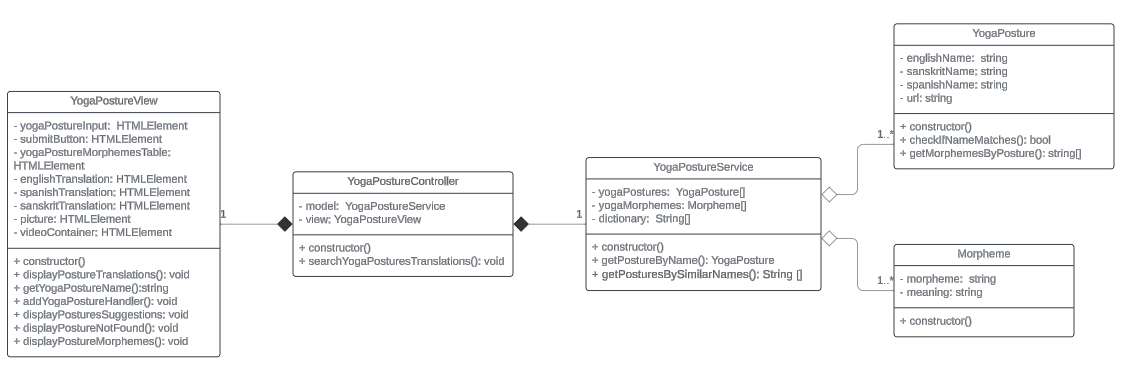 YogaPosture
- englishName: string
- sanskritName: string
- spanishName: string
- url: string
+ constructor()
+ checkIfNameMatches(): bool
+ getMorphemesByPosture(): string[]
YogaPostureView
- yogaPostureInput: HTMLElement
- submitButton: HTMLElement
- yogaPostureMorphemesTable:
HTMLElement
- englishTranslation: HTMLElement
- spanishTranslation: HTMLElement
- sanskritTranslation: HTMLElement
- picture: HTMLElement
- videoContainer: HTMLElement
+ constructor()
+ displayPostureTranslations(): void
+ getYogaPostureName():string
+ addYogaPostureHandler(): void
+ displayPosturesSuggestions: void
+ displayPostureNotFound(): void
+ displayPostureMorphemes(): void
1
YogaPostureController
- model: YogaPostureService
- view: YogaPostureView
+ constructor()
+ searchYogaPosturesTranslations(): void
1
YogaPostureService
- yogaPostures: YogaPosture[]
- yogaMorphemes: Morpheme[]
- dictionary: String[]
+ constructor()
+ getPostureByName(): YogaPosture
+ getPosturesBySimilarNames(): String []
1..*
1..*
Morpheme
- morpheme: string
- meaning: string
+ constructor()